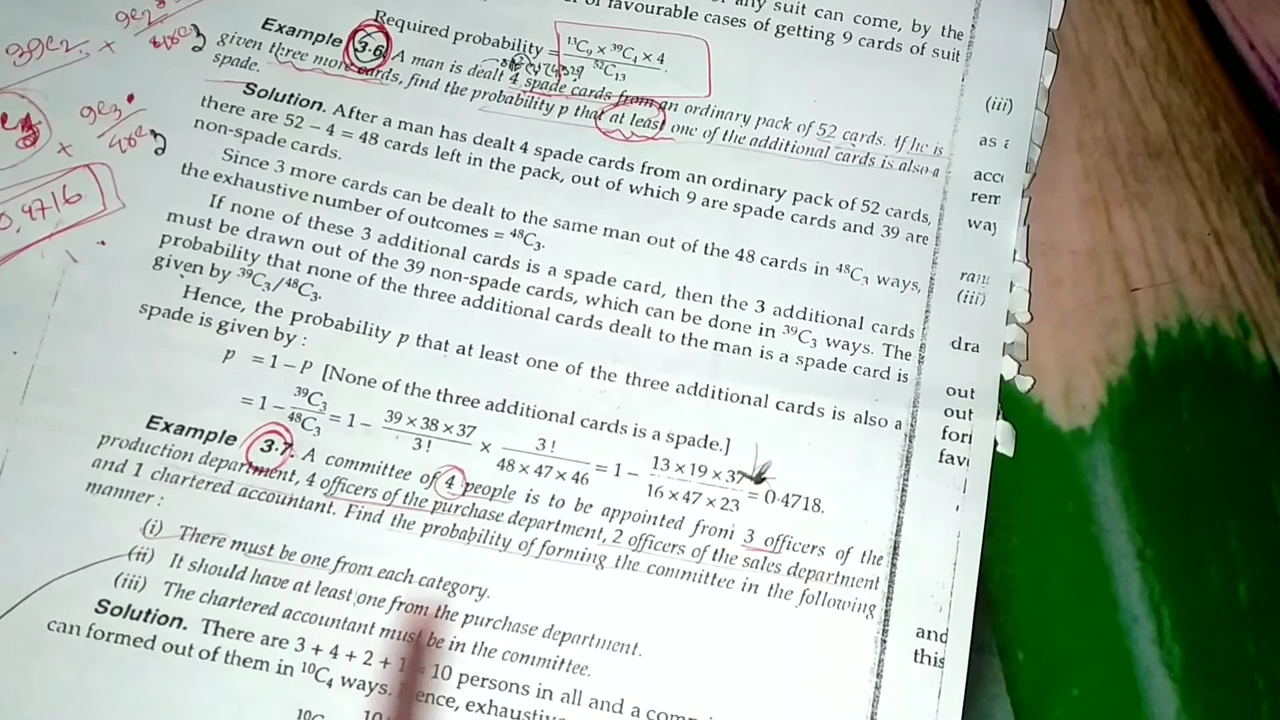 any suit can come, by the
of favourable cases of getting 9 cards of suit
Required probability = ¹³C₉ × ³⁹C₄ × 4 / ⁵²C₁₃.
Example 3·6. A man is dealt 4 spade cards from an ordinary pack of 52 cards. If he is
given three more cards, find the probability p that at least one of the additional cards is also a
spade.
Solution. After a man has dealt 4 spade cards from an ordinary pack of 52 cards,
there are 52 – 4 = 48 cards left in the pack, out of which 9 are spade cards and 39 are
non-spade cards.
Since 3 more cards can be dealt to the same man out of the 48 cards in ⁴⁸C₃ ways,
the exhaustive number of outcomes = ⁴⁸C₃.
If none of these 3 additional cards is a spade card, then the 3 additional cards
must be drawn out of the 39 non-spade cards, which can be done in ³⁹C₃ ways. The
probability that none of the three additional cards dealt to the man is a spade card is
given by ³⁹C₃/⁴⁸C₃.
Hence, the probability p that at least one of the three additional cards is also a
spade is given by :
p = 1 – P [None of the three additional cards is a spade.]
= 1 – ³⁹C₃ / ⁴⁸C₃ = 1 – 39 × 38 × 37 / 3! × 3! / 48 × 47 × 46 = 1 – 13 × 19 × 37 / 16 × 47 × 23 = 0·4718.
Example 3·7. A committee of 4 people is to be appointed from 3 officers of the
production department, 4 officers of the purchase department, 2 officers of the sales department
and 1 chartered accountant. Find the probability of forming the committee in the following
manner :
(i) There must be one from each category.
(ii) It should have at least one from the purchase department.
(iii) The chartered accountant must be in the committee.
Solution. There are 3 + 4 + 2 + 1 = 10 persons in all and a
can formed out of them in ¹⁰C₄ ways.
39C2 ×
9C3
48C3
×
0.4716
(iii)
as
rem
way
(iii)
dra
out
out
and
this